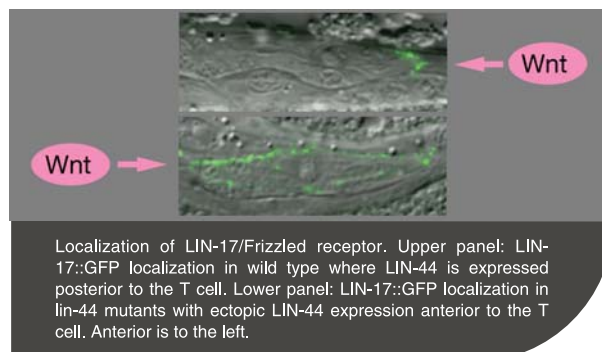 Wnt
Wnt
Localization of LIN-17/Frizzled receptor. Upper panel: LIN-
17::GFP localization in wild type where LIN-44 is expressed
posterior to the T cell. Lower panel: LIN-17::GFP localization in
lin-44 mutants with ectopic LIN-44 expression anterior to the T
cell. Anterior is to the left.